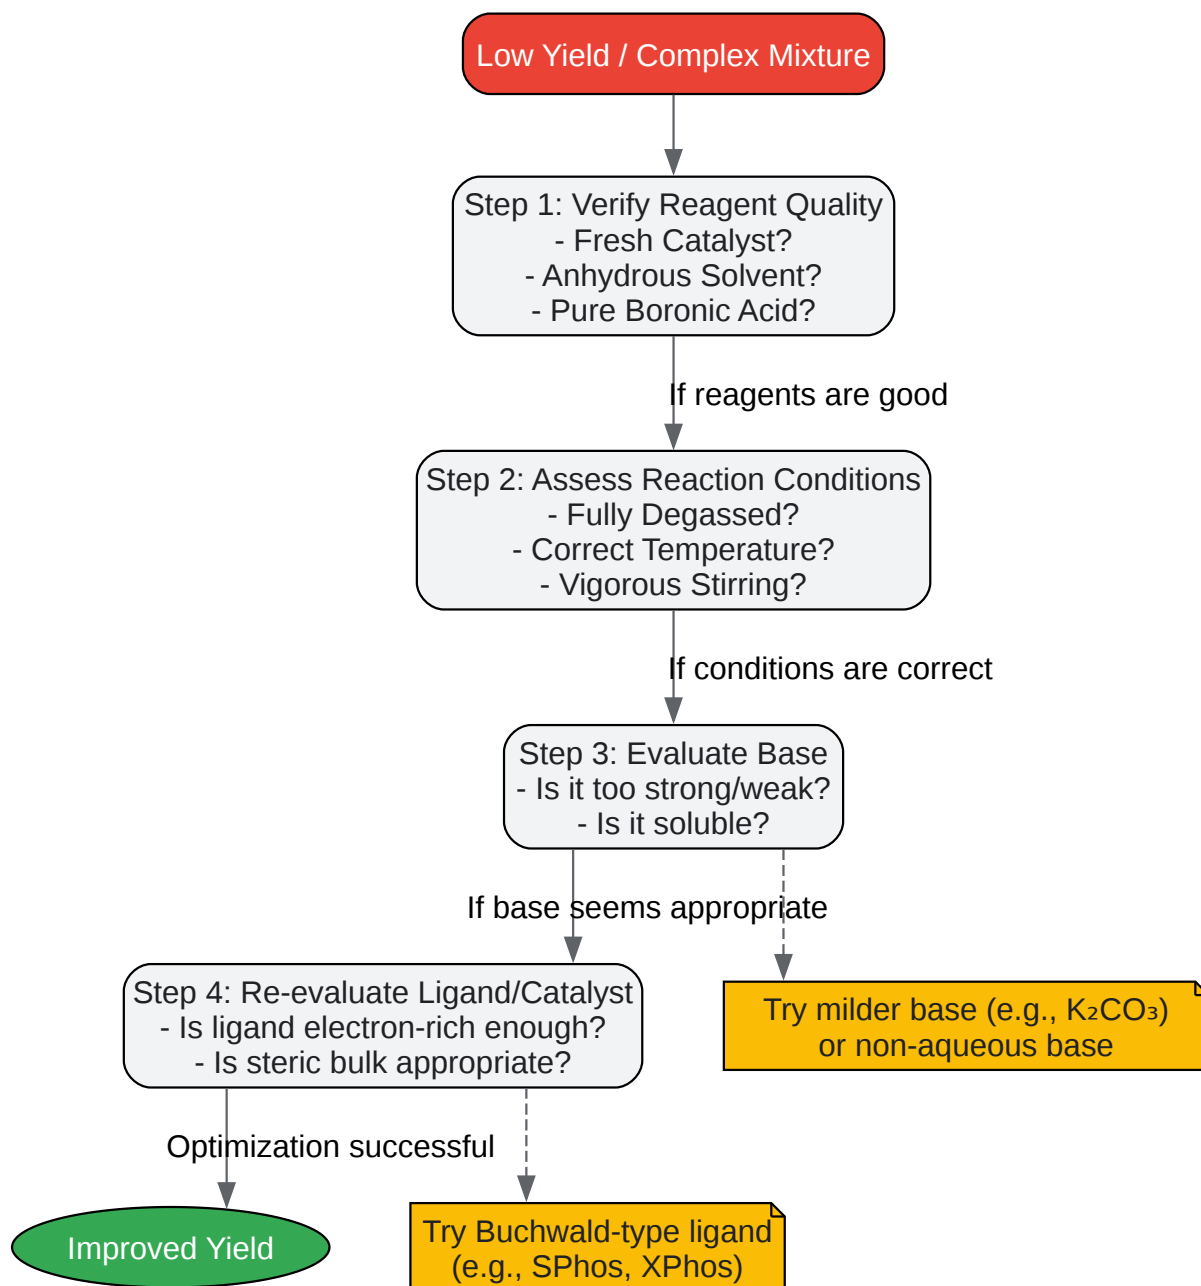 Low Yield / Complex Mixture
Step 1: Verify Reagent Quality
- Fresh Catalyst?
- Anhydrous Solvent?
- Pure Boronic Acid?
If reagents are good
Step 2: Assess Reaction Conditions
- Fully Degassed?
- Correct Temperature?
- Vigorous Stirring?
If conditions are correct
Step 3: Evaluate Base
- Is it too strong/weak?
- Is it soluble?
If base seems appropriate
Step 4: Re-evaluate Ligand/Catalyst
- Is ligand electron-rich enough?
- Is steric bulk appropriate?
Try milder base (e.g., K₂CO₃)
or non-aqueous base
Optimization successful
Improved Yield
Try Buchwald-type ligand
(e.g., SPhos, XPhos)